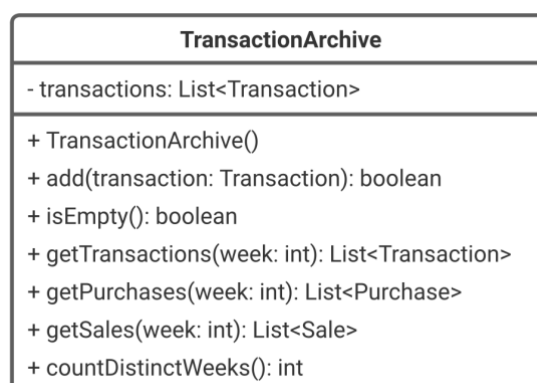 TransactionArchive
- transactions: List<Transaction>
+ TransactionArchive()
+ add(transaction: Transaction): boolean
+ isEmpty(): boolean
+ getTransactions(week: int): List<Transaction>
+ getPurchases(week: int): List<Purchase>
+ getSales(week: int): List<Sale>
+ countDistinctWeeks(): int